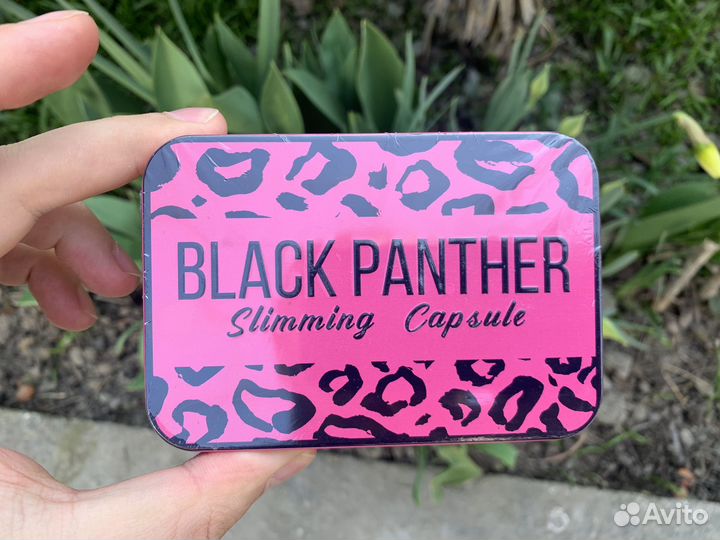 BLACK PANTHER
Slimming Capsule
Avito